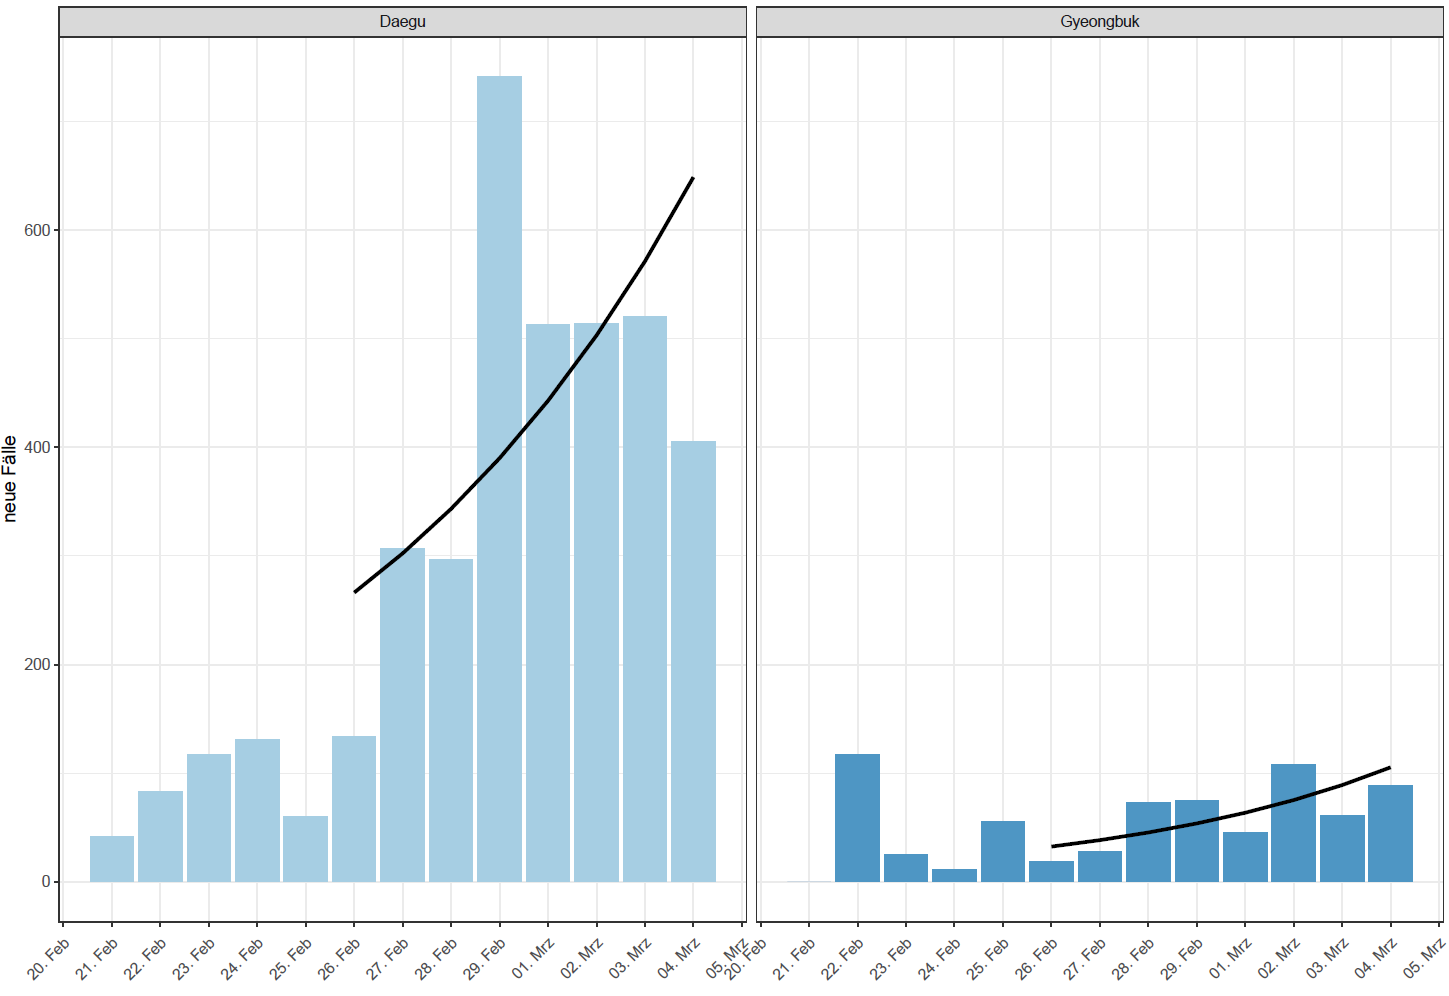 Daegu
Gyeongbuk
neue Fälle
600
400
200
0
20. Feb
21. Feb
22. Feb
23. Feb
24. Feb
25. Feb
26. Feb
27. Feb
28. Feb
29. Feb
01. Mrz
02. Mrz
03. Mrz
04. Mrz
05. Mrz
20. Feb
21. Feb
22. Feb
23. Feb
24. Feb
25. Feb
26. Feb
27. Feb
28. Feb
29. Feb
01. Mrz
02. Mrz
03. Mrz
04. Mrz
05. Mrz